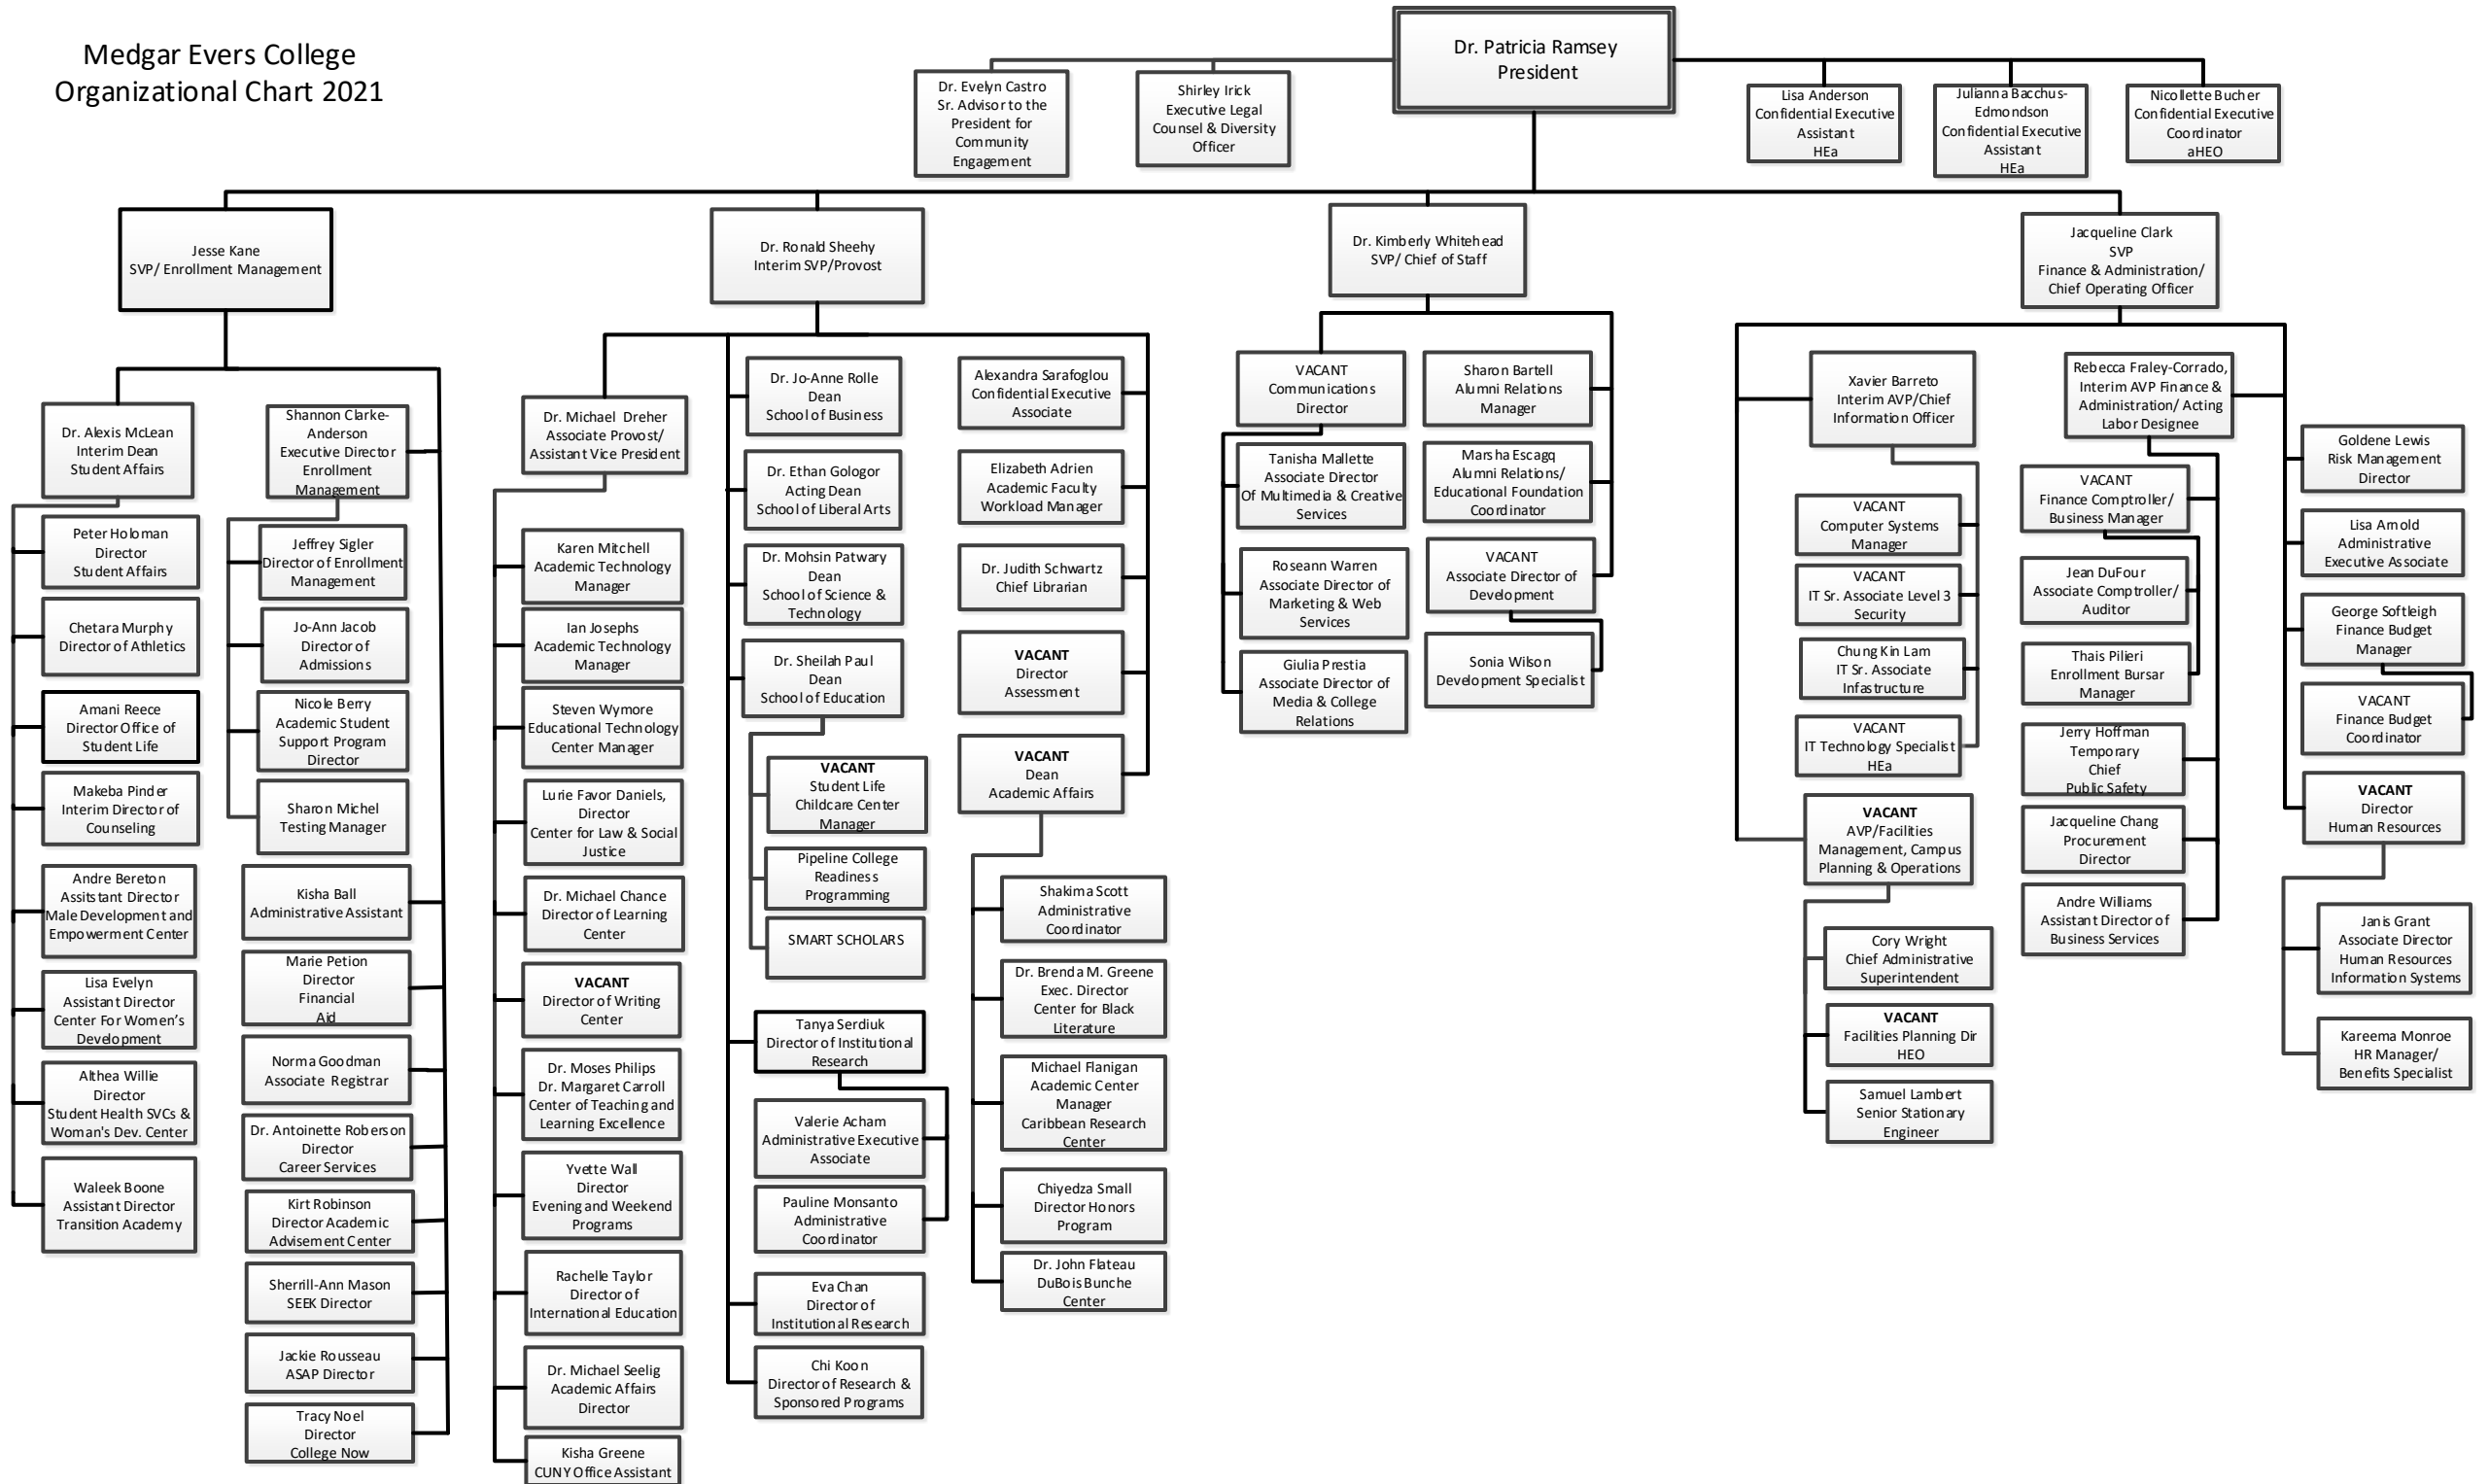 Medgar Evers College
Organizational Chart 2021
Dr. Patricia Ramsey
President
Dr. Evelyn Castro
Sr. Advisor to the
President for
Community
Engagement
Shirley Irick
Executive Legal
Counsel & Diversity
Officer
Lisa Anderson
Confidential Executive
Assistant
HEa
Julianna Bacchus-
Edmondson
Confidential Executive
Assistant
HEa
Nicollette Bucher
Confidential Executive
Coordinator
aHEO
Jesse Kane
SVP/ Enrollment Management
Dr. Ronald Sheehy
Interim SVP/Provost
Dr. Kimberly Whitehead
SVP/ Chief of Staff
Jacqueline Clark
SVP
Finance & Administration/
Chief Operating Officer
Dr. Alexis McLean
Interim Dean
Student Affairs
Peter Holoman
Director
Student Affairs
Chetara Murphy
Director of Athletics
Amani Reece
Director Office of
Student Life
Makeba Pinder
Interim Director of
Counseling
Andre Bereton
Assitstant Director
Male Development and
Empowerment Center
Lisa Evelyn
Assistant Director
Center For Women's
Development
Althea Willie
Director
Student Health SVCs &
Woman's Dev. Center
Waleek Boone
Assistant Director
Transition Academy
Shannon Clarke-
Anderson
Executive Director
Enrollment
Management
Jeffrey Sigler
Director of Enrollment
Management
Jo-Ann Jacob
Director of
Admissions
Nicole Berry
Academic Student
Support Program
Director
Sharon Michel
Testing Manager
Kisha Ball
Administrative Assistant
Marie Petion
Director
Financial
Aid
Norma Goodman
Associate Registrar
Dr. Antoinette Roberson
Director
Career Services
Kirt Robinson
Director Academic
Advisement Center
Sherrill-Ann Mason
SEEK Director
Jackie Rousseau
ASAP Director
Tracy Noel
Director
College Now
Dr. Michael Dreher
Associate Provost/
Assistant Vice President
Karen Mitchell
Academic Technology
Manager
Ian Josephs
Academic Technology
Manager
Steven Wymore
Educational Technology
Center Manager
Lurie Favor Daniels,
Director
Center for Law & Social
Justice
Dr. Michael Chance
Director of Learning
Center
VACANT
Director of Writing
Center
Dr. Moses Philips
Dr. Margaret Carroll
Center of Teaching and
Learning Excellence
Yvette Wall
Director
Evening and Weekend
Programs
Rachelle Taylor
Director of
International Education
Dr. Michael Seelig
Academic Affairs
Director
Kisha Greene
CUNY Office Assistant
Dr. Jo-Anne Rolle
Dean
School of Business
Dr. Ethan Gologor
Acting Dean
School of Liberal Arts
Dr. Mohsin Patwary
Dean
School of Science &
Technology
Dr. Sheilah Paul
Dean
School of Education
VACANT
Student Life
Childcare Center
Manager
Pipeline College
Readiness
Programming
SMART SCHOLARS
Tanya Serdiuk
Director of Institutional
Research
Valerie Acham
Administrative Executive
Associate
Pauline Monsanto
Administrative
Coordinator
Eva Chan
Director of
Institutional Research
Chi Koon
Director of Research &
Sponsored Programs
Alexandra Sarafoglou
Confidential Executive
Associate
Elizabeth Adrien
Academic Faculty
Workload Manager
Dr. Judith Schwartz
Chief Librarian
VACANT
Director
Assessment
VACANT
Dean
Academic Affairs
Shakima Scott
Administrative
Coordinator
Dr. Brenda M. Greene
Exec. Director
Center for Black
Literature
Michael Flanigan
Academic Center
Manager
Caribbean Research
Center
Chiyedza Small
Director Honors
Program
Dr. John Flateau
DuBois Bunche
Center
VACANT
Communications
Director
Tanisha Mallette
Associate Director
Of Multimedia & Creative
Services
Roseann Warren
Associate Director of
Marketing & Web
Services
Giulia Prestia
Associate Director of
Media & College
Relations
Sharon Bartell
Alumni Relations
Manager
Marsha Escagq
Alumni Relations/
Educational Foundation
Coordinator
VACANT
Associate Director of
Development
Sonia Wilson
Development Specialist
Xavier Barreto
Interim AVP/Chief
Information Officer
VACANT
Computer Systems
Manager
VACANT
IT Sr. Associate Level 3
Security
Chung Kin Lam
IT Sr. Associate
Infastructure
VACANT
IT Technology Specialist
HEa
VACANT
AVP/Facilities
Management, Campus
Planning & Operations
Cory Wright
Chief Administrative
Superintendent
VACANT
Facilities Planning Dir
HEO
Samuel Lambert
Senior Stationary
Engineer
Rebecca Fraley-Corrado,
Interim AVP Finance &
Administration/ Acting
Labor Designee
VACANT
Finance Comptroller/
Business Manager
Jean DuFour
Associate Comptroller/
Auditor
Thais Pilieri
Enrollment Bursar
Manager
Jerry Hoffman
Temporary
Chief
Public Safety
Jacqueline Chang
Procurement
Director
Andre Williams
Assistant Director of
Business Services
Goldene Lewis
Risk Management
Director
Lisa Arnold
Administrative
Executive Associate
George Softleigh
Finance Budget
Manager
VACANT
Finance Budget
Coordinator
VACANT
Director
Human Resources
Janis Grant
Associate Director
Human Resources
Information Systems
Kareema Monroe
HR Manager/
Benefits Specialist